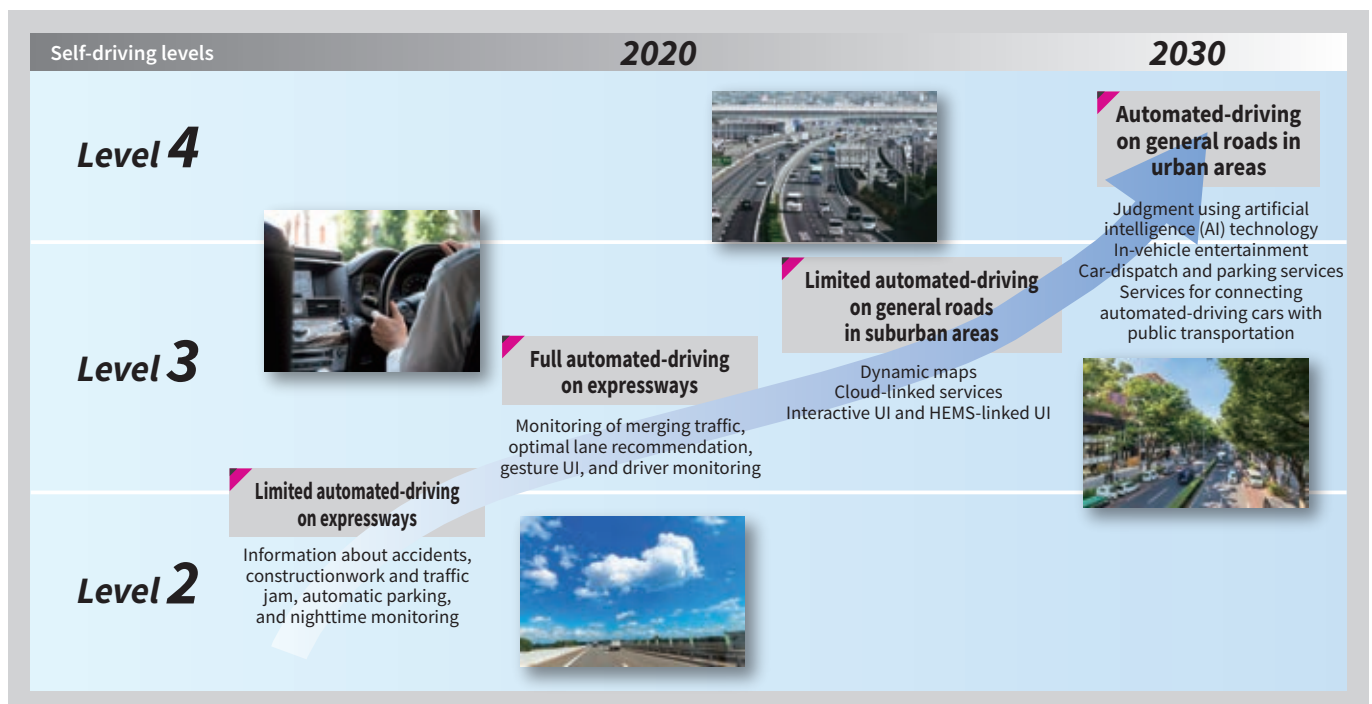 Self-driving levels
2020
2030
Level 4
Automated-driving
on general roads in
urban areas
Judgment using artificial
intelligence (AI) technology
In-vehicle entertainment
Car-dispatch and parking services
Services for connecting
automated-driving cars with
public transportation
Level 3
Limited automated-driving
on general roads
in suburban areas
Dynamic maps
Cloud-linked services
Interactive UI and HEMS-linked UI
Full automated-driving
on expressways
Monitoring of merging traffic,
optimal lane recommendation,
gesture UI, and driver monitoring
Level 2
Limited automated-driving
on expressways
Information about accidents,
constructionwork and traffic
jam, automatic parking,
and nighttime monitoring